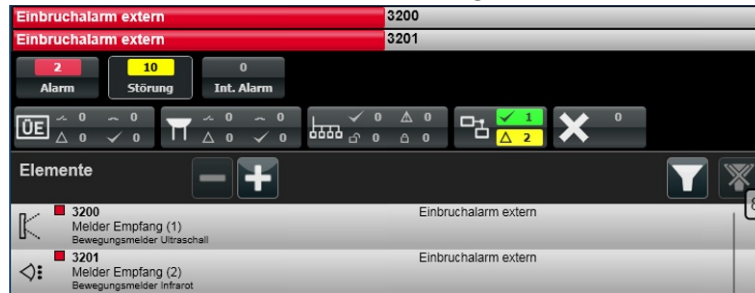 Einbruchalarm extern 3200
Einbruchalarm extern 3201
2 10 0
Alarm Störung Int. Alarm
ÜE 0 0 0 0 0 0 1 0
0 0 0 0 0 0 2
Elemente
3200 Einbruchalarm extern
Melder Empfang (1)
Bewegungsmelder Ultraschall
3201 Einbruchalarm extern
Melder Empfang (2)
Bewegungsmelder Infrarot